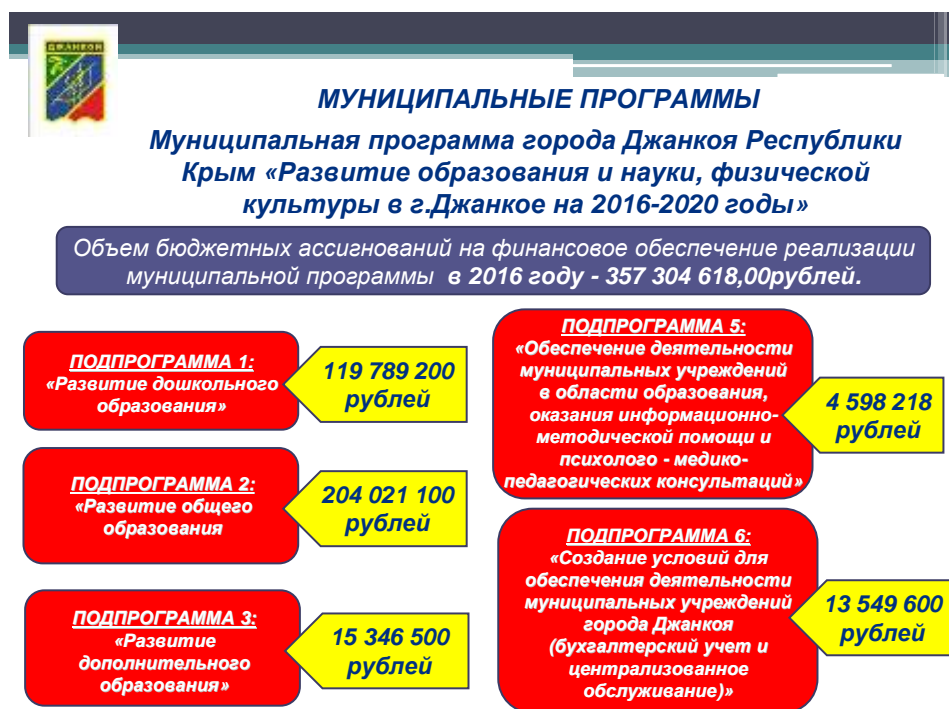 ДЖАНКОЙ
МУНИЦИПАЛЬНЫЕ ПРОГРАММЫ
Муниципальная программа города Джанкоя Республики
Крым «Развитие образования и науки, физической
культуры в г.Джанкое на 2016-2020 годы»
Объем бюджетных ассигнований на финансовое обеспечение реализации
муниципальной программы в 2016 году - 357 304 618,00рублей.
ПОДПРОГРАММА 1:
«Развитие дошкольного
образования»
119 789 200
рублей
ПОДПРОГРАММА 2:
«Развитие общего
образования
204 021 100
рублей
ПОДПРОГРАММА 3:
«Развитие
дополнительного
образования»
15 346 500
рублей
ПОДПРОГРАММА 5:
«Обеспечение деятельности
муниципальных учреждений
в области образования,
оказания информационно-
методической помощи и
психолого - медико-
педагогических консультаций»
4 598 218
рублей
ПОДПРОГРАММА 6:
«Создание условий для
обеспечения деятельности
муниципальных учреждений
города Джанкоя
(бухгалтерский учет и
централизованное
обслуживание)»
13 549 600
рублей